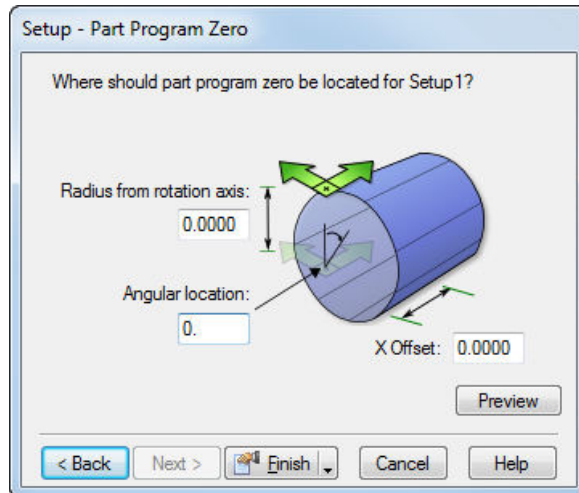 Setup - Part Program Zero
Where should part program zero be located for Setup1?
Radius from rotation axis:
0.0000
Angular location:
0.
X Offset: 0.0000
Preview
< Back Next > Finish Cancel Help